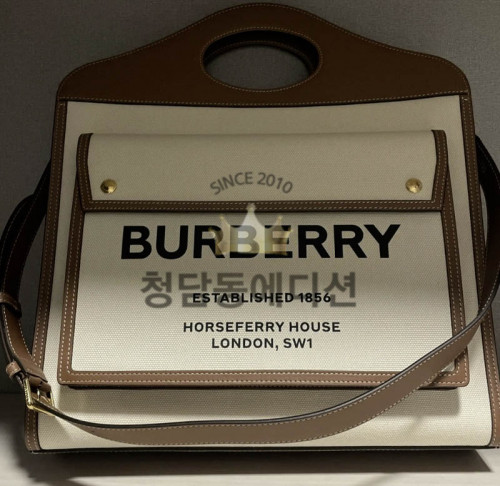 SINCE 2010
BURBERRY
청담동에디션
ESTABLISHED 1856
HORSEFERRY HOUSE
LONDON, SW1